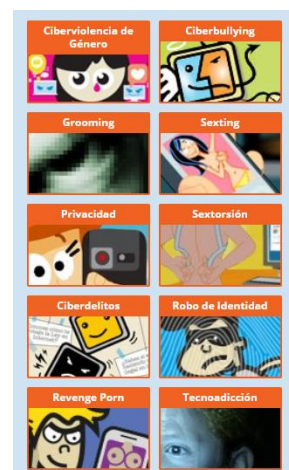 Ciberviolencia de
Género
Ciberbullying
Grooming
Sexting
Privacidad
Sextorsión
Ciberdelitos
Robo de Identidad
Revenge Porn
Tecnoadicción